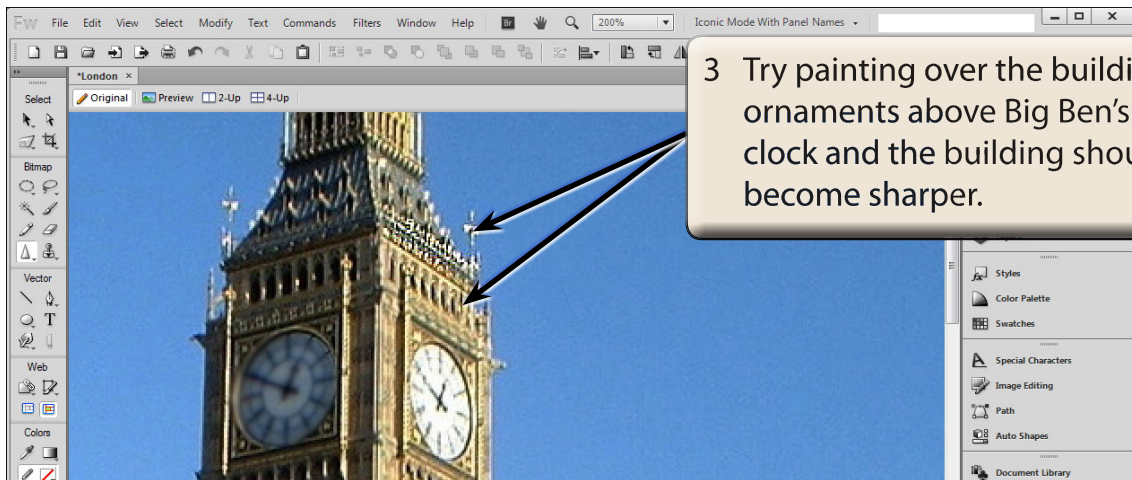 Fw File Edit View Select Modify Text Commands Filters Window Help Br 200% Iconic Mode With Panel Names
*London ×
Original Preview 2-Up 4-Up
Select
Bitmap
Vector
T
Web
Colors
3 Try painting over the buildi
ornaments above Big Ben’s
clock and the building shou
become sharper.
fx Styles
Color Palette
Swatches
A Special Characters
Image Editing
Path
Auto Shapes
Document Library